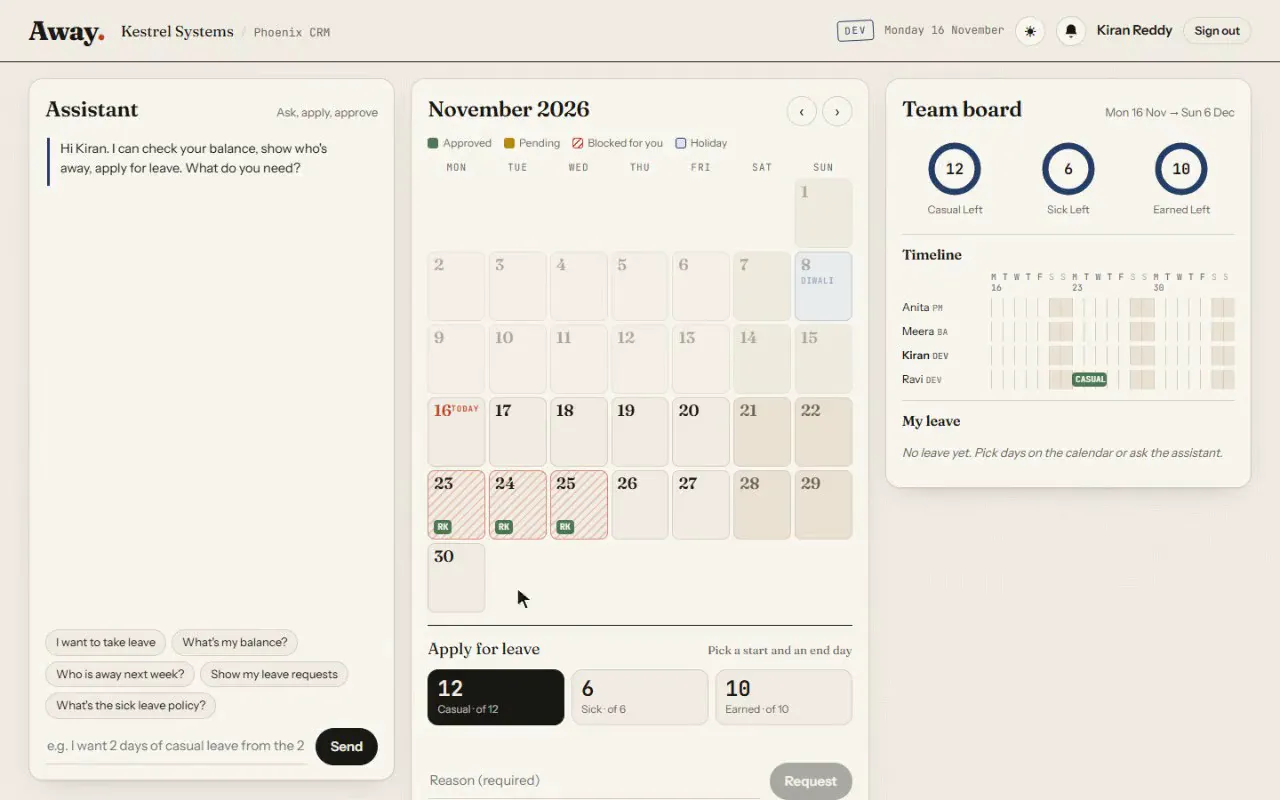 Away. Kestrel Systems / Phoenix CRM
DEV Monday 16 November Kiran Reddy Sign out
Assistant
Ask, apply, approve
Hi Kiran. I can check your balance, show who's
away, apply for leave. What do you need?
I want to take leave
What's my balance?
Who is away next week?
Show my leave requests
What's the sick leave policy?
e.g. I want 2 days of casual leave from the 2
Send
November 2026
‹ ›
Approved Pending Blocked for you Holiday
MON TUE WED THU FRI SAT SUN
1
2 3 4 5 6 7 8
DIWALI
9 10 11 12 13 14 15
16 TODAY 17 18 19 20 21 22
23 24 25 26 27 28 29
RK RK RK
30
Apply for leave
Pick a start and an end day
12 6 10
Casual · of 12 Sick · of 6 Earned · of 10
Reason (required)
Request
Team board
Mon 16 Nov → Sun 6 Dec
12 6 10
Casual Left Sick Left Earned Left
Timeline
M T W T F S S M T W T F S S M T W T F S S
16 23 30
Anita PM
Meera BA
Kiran DEV
Ravi DEV CASUAL
My leave
No leave yet. Pick days on the calendar or ask the assistant.